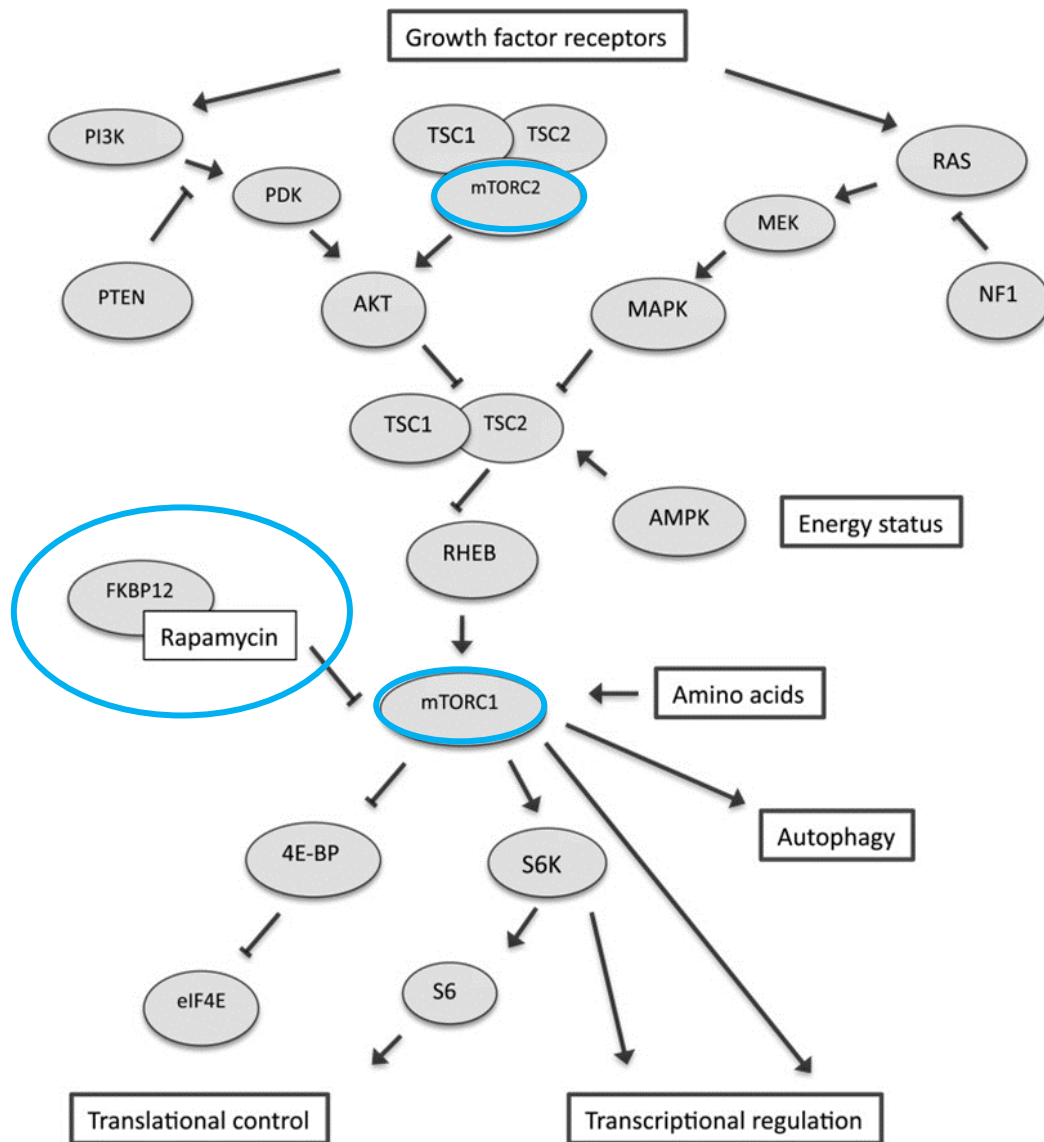 Growth factor receptors
PI3K
TSC1
TSC2
RAS
PDK
mTORC2
MEK
PTEN
AKT
MAPK
NF1
TSC1
TSC2
AMPK
Energy status
RHEB
FKBP12
Rapamycin
mTORC1
Amino acids
Autophagy
4E-BP
S6K
eIF4E
S6
Translational control
Transcriptional regulation